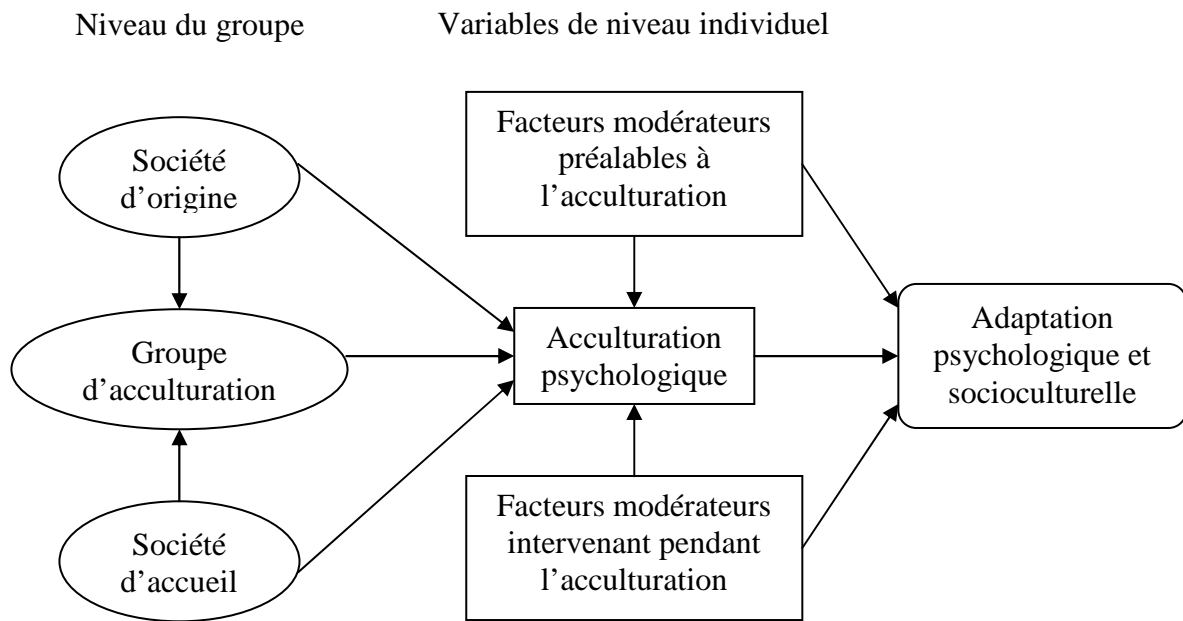 Niveau du groupe
Variables de niveau individuel
Société
d’origine
Groupe
d’acculturation
Société
d’accueil
Facteurs modérateurs
préalables à
l’acculturation
Acculturation
psychologique
Facteurs modérateurs
intervenant pendant
l’acculturation
Adaptation
psychologique et
socioculturelle